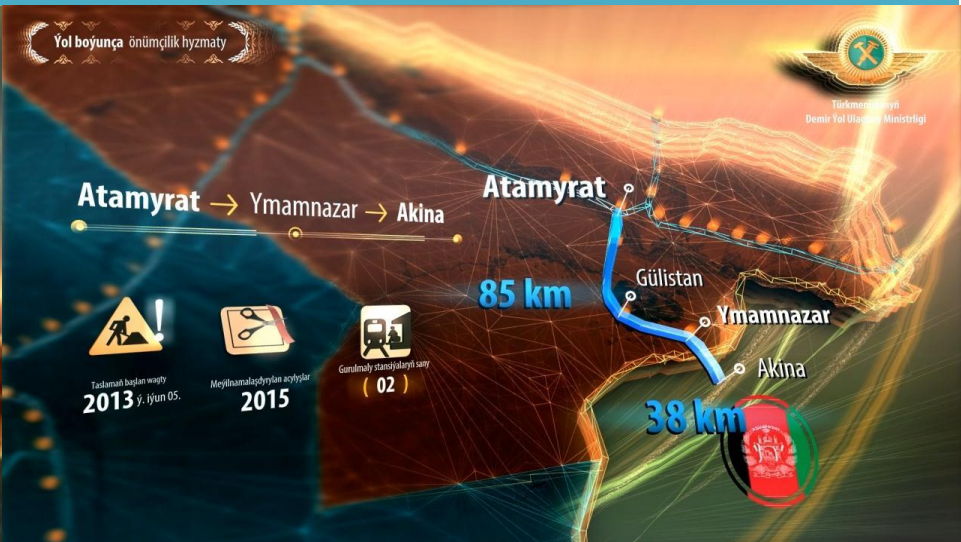 Ýol boýunça önümçilik hyzmaty
Türkmenistanyň
Demir Ýol Ulaglary Ministrligi
Atamyrat → Ymamnazar → Akina
Atamyrat
Gülistan
85 km
Ymamnazar
Akina
38 km
!
Taslamaň başlan wagty
2013 ý. iýun 05.
Meýilnamalaşdyrylan açylyşlar
2015
Gurulmaly stansiýalaryň sany
( 02 )